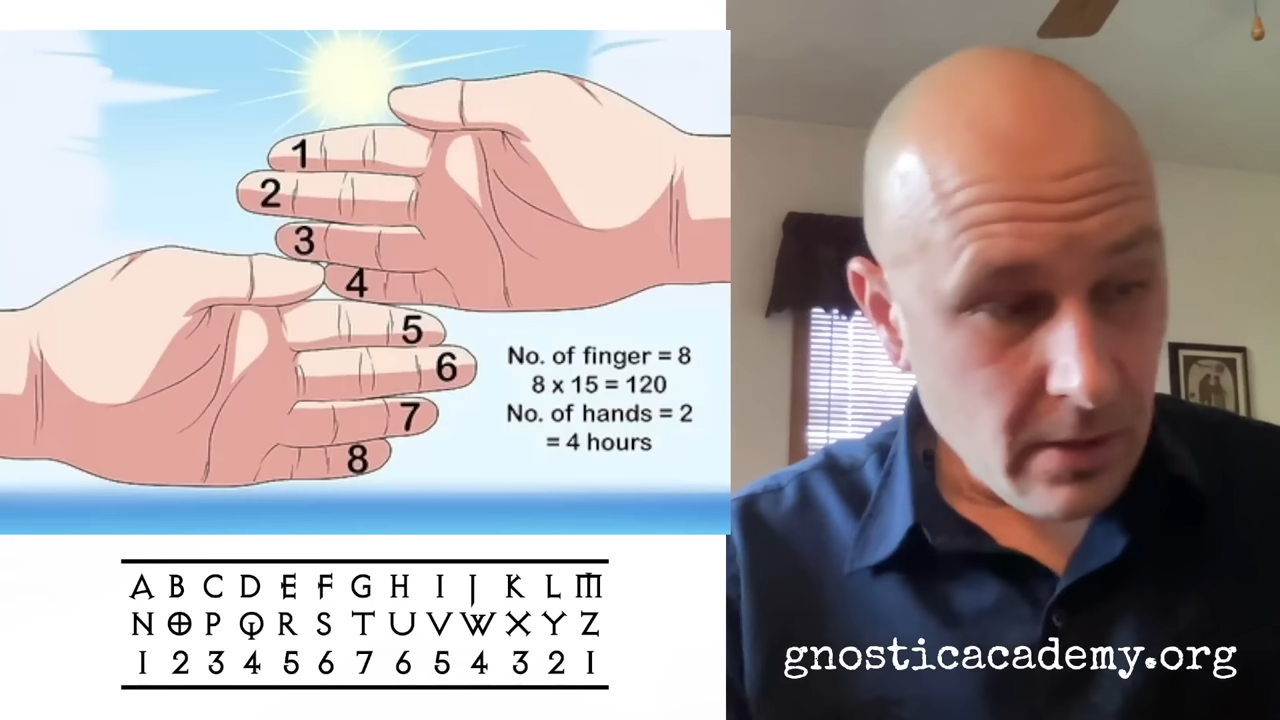 1
2
3
4
5
6
7
8
No. of finger = 8
8 x 15 = 120
No. of hands = 2
= 4 hours
A B C D E F G H I J K L M
N O P Q R S T U V W X Y Z
1 2 3 4 5 6 7 6 5 4 3 2 1
gnosticacademy.org